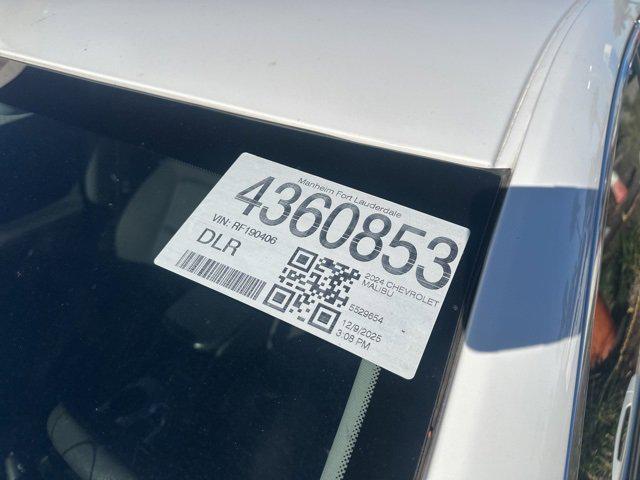 Manheim Fort Lauderdale
4360853
VIN: RF190406
DLR
2024 CHEVROLET
MALIBU
5529654
12/9/2025
3:08 PM